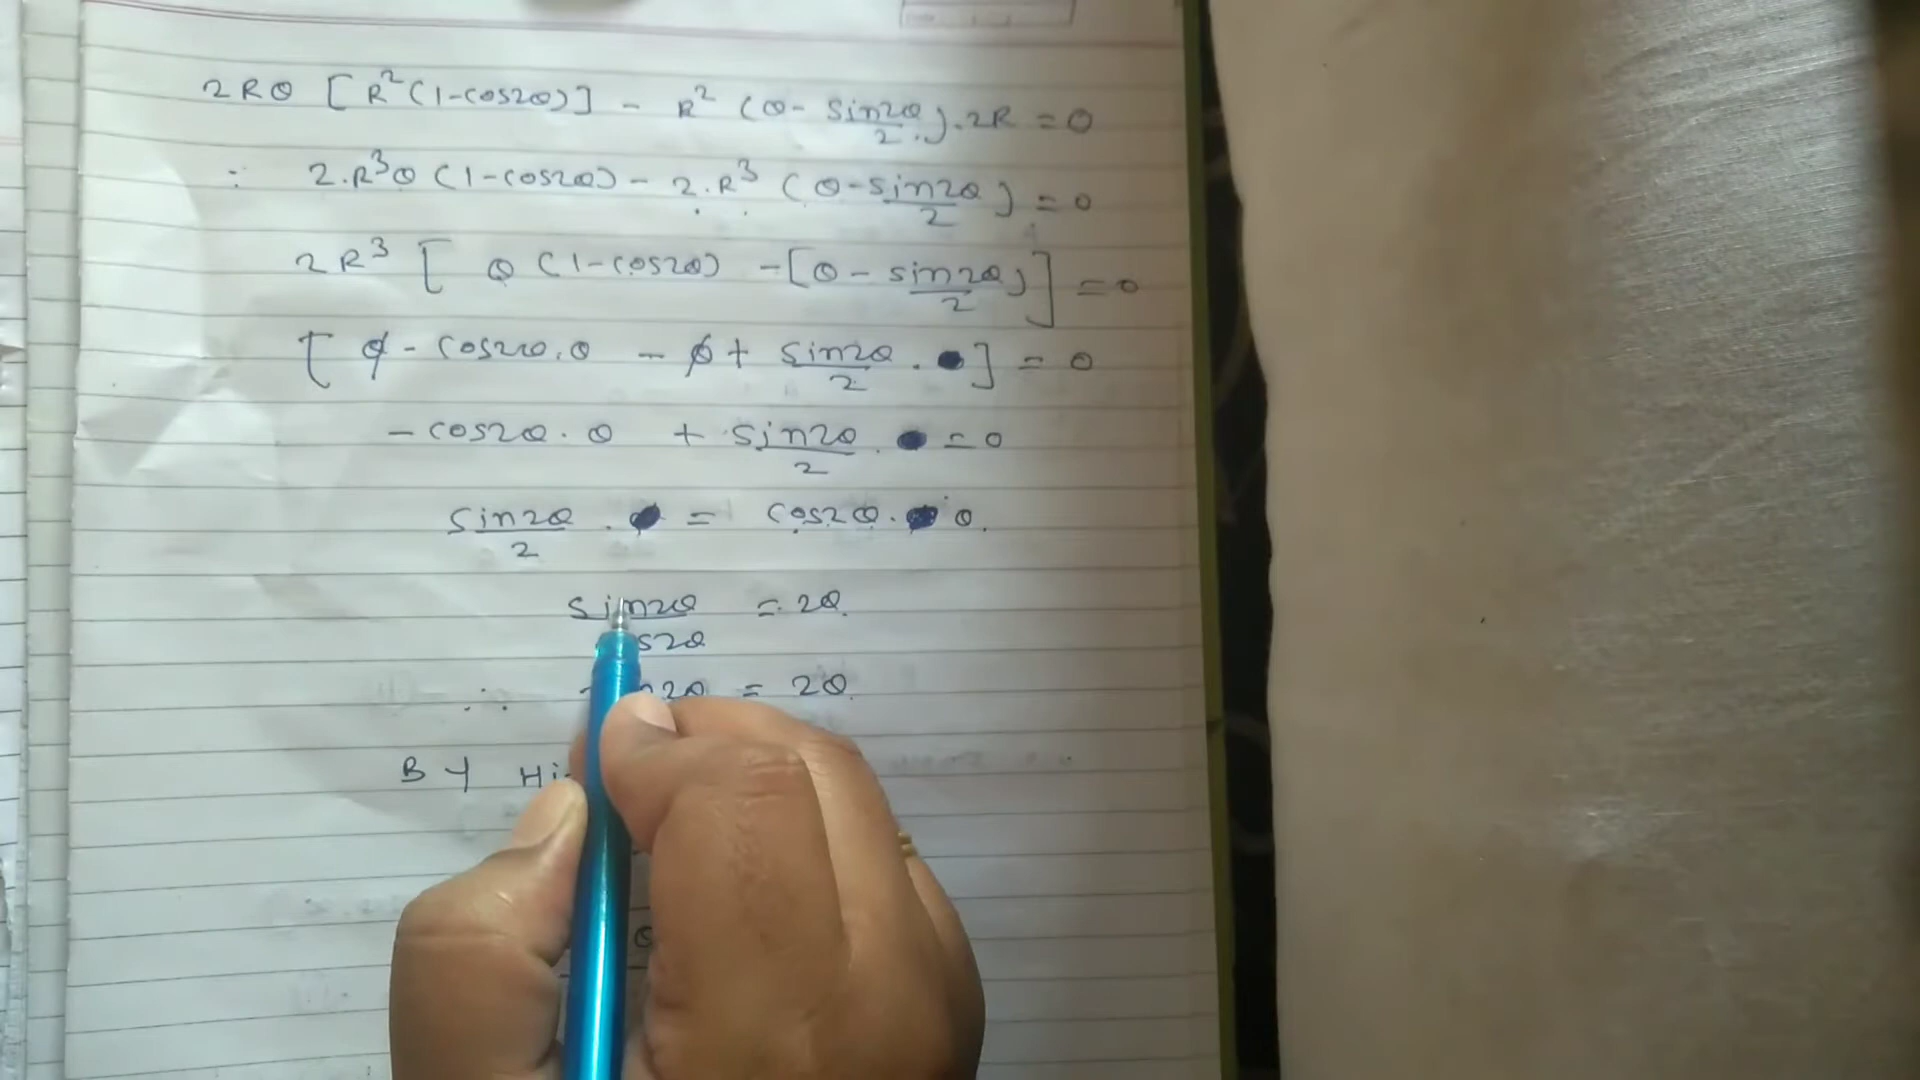 2Rθ [R²(1-cos2θ)] - R² (θ - sin2θ/2).2R = 0
∴ 2.R³θ (1-cos2θ) - 2.R³ (θ - sin2θ/2) = 0
2R³ [ θ (1-cos2θ) - [θ - sin2θ/2)] = 0
[ θ - cos2θ.θ - θ + sin2θ/2 . ] = 0
- cos2θ.θ + sin2θ/2 . = 0
sin2θ/2 . = cos2θ. θ.
sin2θ/cos2θ = 2θ.
∴ 2θ = 2θ.
BY
θ